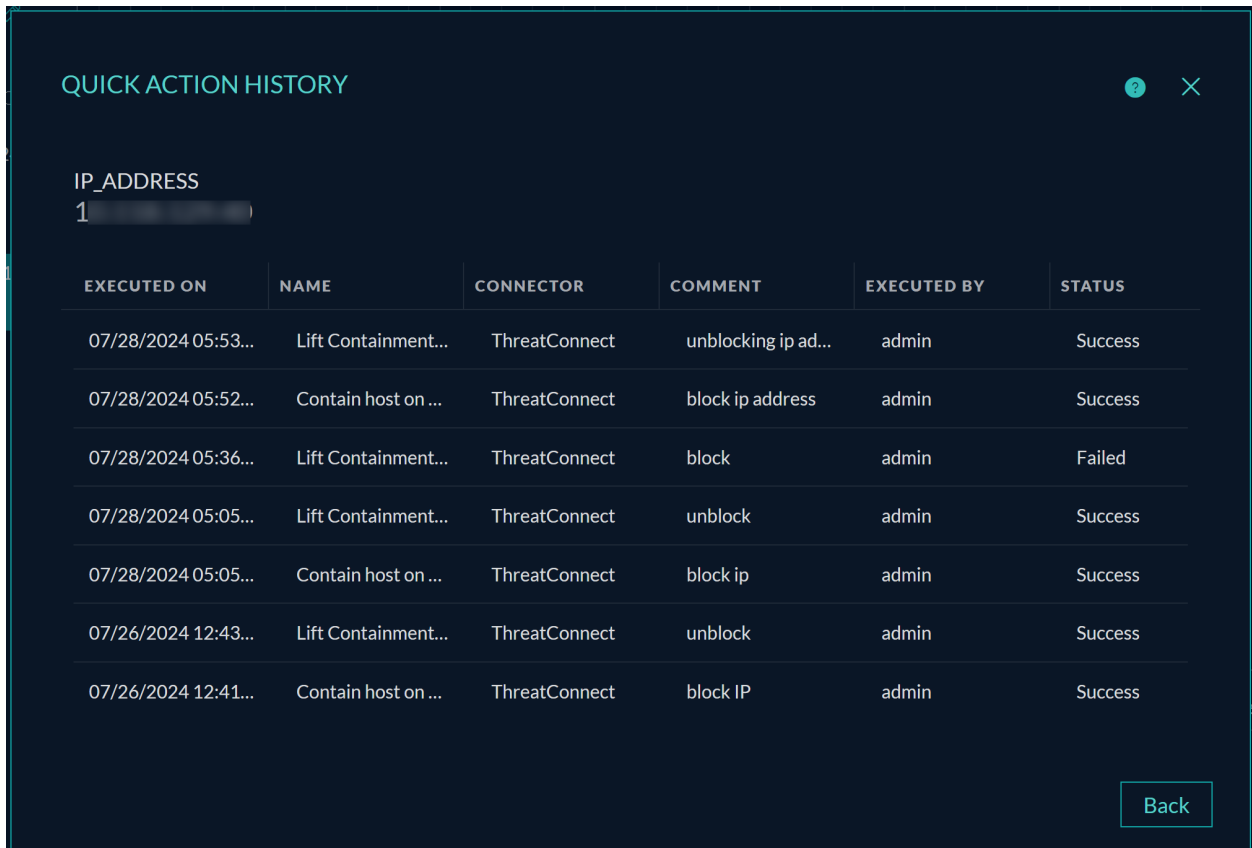 QUICK ACTION HISTORY
?
IP_ADDRESS
EXECUTED ON NAME CONNECTOR COMMENT EXECUTED BY STATUS
07/28/2024 05:53... Lift Containment... ThreatConnect unblocking ip ad... admin Success
07/28/2024 05:52... Contain host on ... ThreatConnect block ip address admin Success
07/28/2024 05:36... Lift Containment... ThreatConnect block admin Failed
07/28/2024 05:05... Lift Containment... ThreatConnect unblock admin Success
07/28/2024 05:05... Contain host on ... ThreatConnect block ip admin Success
07/26/2024 12:43... Lift Containment... ThreatConnect unblock admin Success
07/26/2024 12:41... Contain host on ... ThreatConnect block IP admin Success
Back